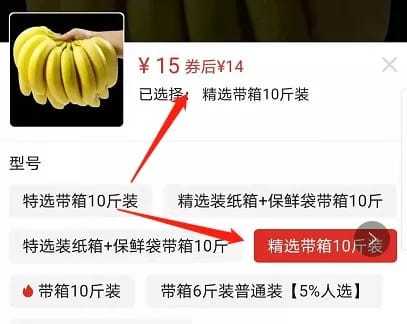 ¥ 15 券后¥14
已选择： 精选带箱10斤装
型号
特选带箱10斤装 精选装纸箱+保鲜袋带箱10斤
特选装纸箱+保鲜袋带箱10斤 精选带箱10斤装
带箱10斤装 带箱6斤装普通装【5%人选】